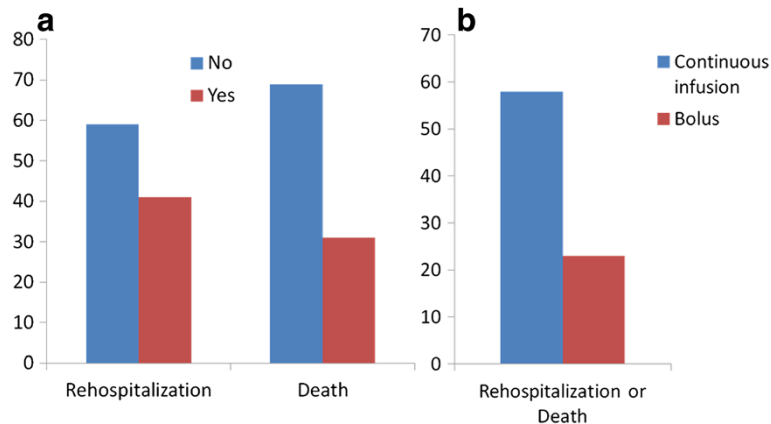 a
80
70
60
50
40
30
20
10
0
No
Yes
Rehospitalization
Death
b
70
60
50
40
30
20
10
0
Continuous
infusion
Bolus
Rehospitalization or
Death